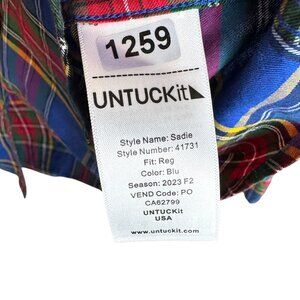 1259
UNTUCKit
Style Name: Sadie
Style Number: 41731
Fit: Reg
Color: Blu
Season: 2023 F2
VEND Code: PO
CA62799
UNTUCKit
USA
www.untuckit.com